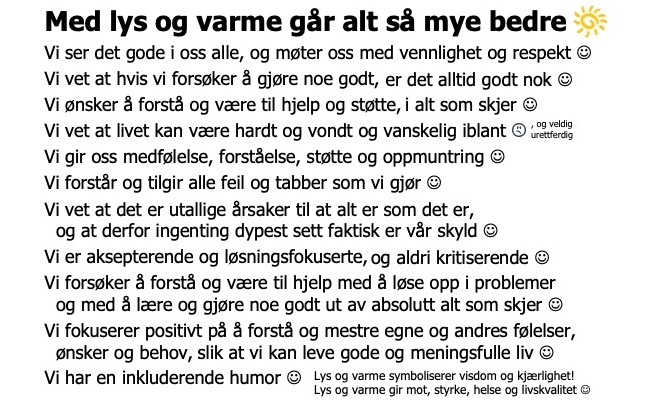 Med lys og varme går alt så mye bedre
Vi ser det gode i oss alle, og møter oss med vennlighet og respekt ☺
Vi vet at hvis vi forsøker å gjøre noe godt, er det alltid godt nok ☺
Vi ønsker å forstå og være til hjelp og støtte, i alt som skjer ☺
Vi vet at livet kan være hardt og vondt og vanskelig iblant ☹ , og veldig urettferdig
Vi gir oss medfølelse, forståelse, støtte og oppmuntring ☺
Vi forstår og tilgir alle feil og tabber som vi gjør ☺
Vi vet at det er utallige årsaker til at alt er som det er,
og at derfor ingenting dypest sett faktisk er vår skyld ☺
Vi er aksepterende og løsningsfokuserte, og aldri kritiserende ☺
Vi forsøker å forstå og være til hjelp med å løse opp i problemer
og med å lære og gjøre noe godt ut av absolutt alt som skjer ☺
Vi fokuserer positivt på å forstå og mestre egne og andres følelser,
ønsker og behov, slik at vi kan leve gode og meningsfulle liv ☺
Vi har en inkluderende humor ☺
Lys og varme symboliserer visdom og kjærlighet!
Lys og varme gir mot, styrke, helse og livskvalitet ☺